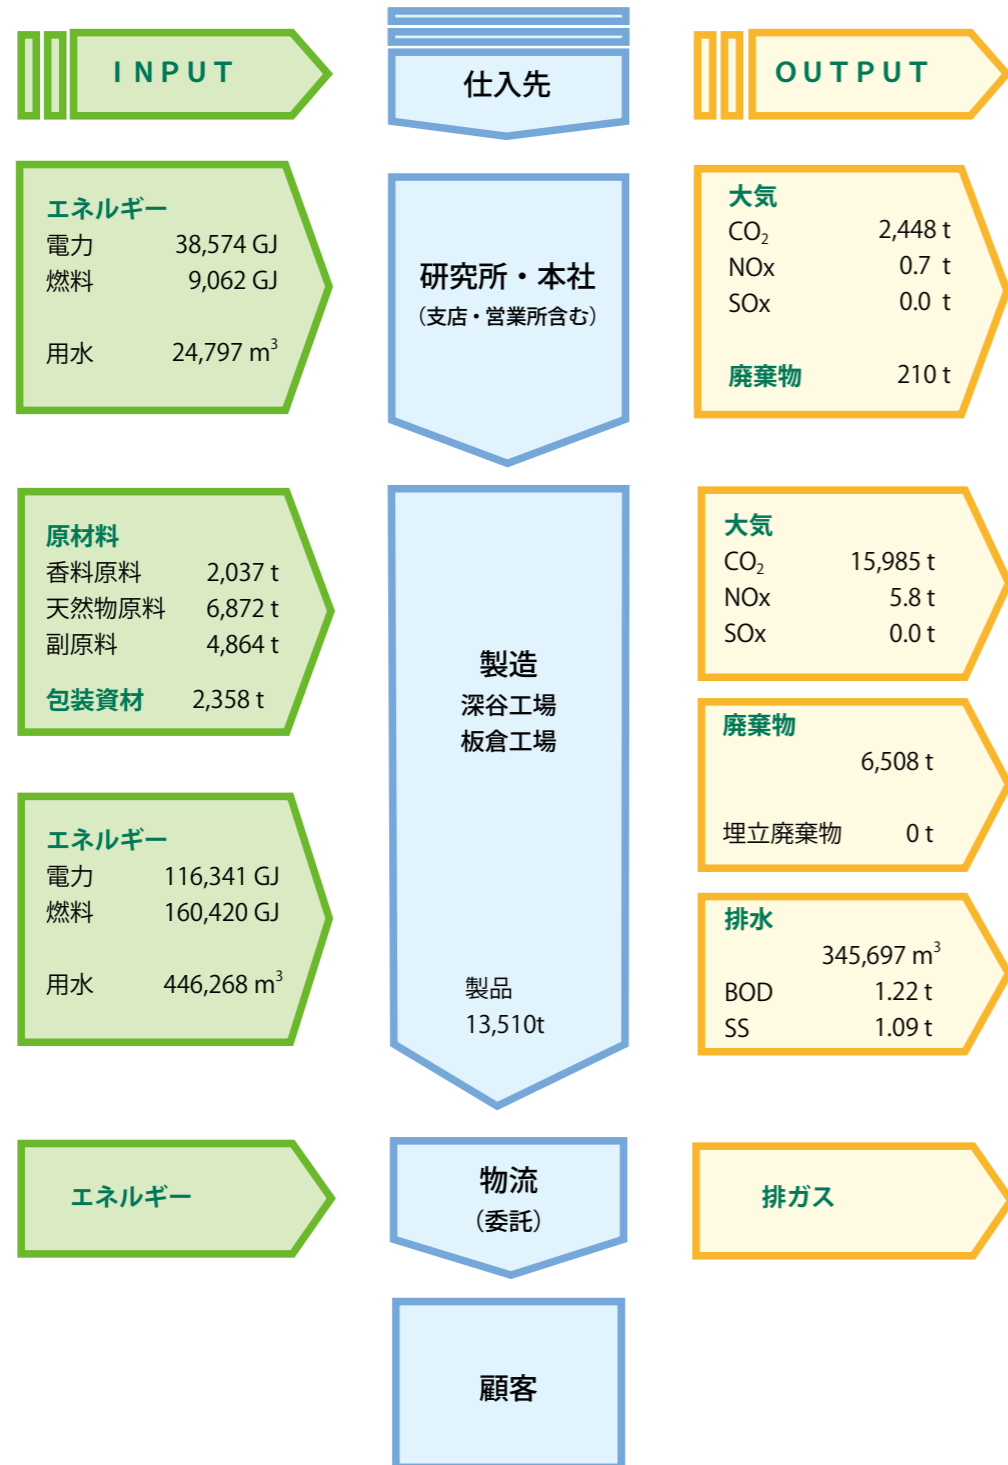 INPUT
仕入先
OUTPUT
エネルギー
電力 38,574 GJ
燃料 9,062 GJ
用水 24,797 m³
研究所・本社
（支店・営業所含む）
大気
CO₂ 2,448 t
NOx 0.7 t
SOx 0.0 t
廃棄物 210 t
原材料
香料原料 2,037 t
天然物原料 6,872 t
副原料 4,864 t
包装資材 2,358 t
エネルギー
電力 116,341 GJ
燃料 160,420 GJ
用水 446,268 m³
製造
深谷工場
板倉工場
製品
13,510t
大気
CO₂ 15,985 t
NOx 5.8 t
SOx 0.0 t
廃棄物
6,508 t
埋立廃棄物 0 t
排水
345,697 m³
BOD 1.22 t
SS 1.09 t
エネルギー
物流
（委託）
排ガス
顧客